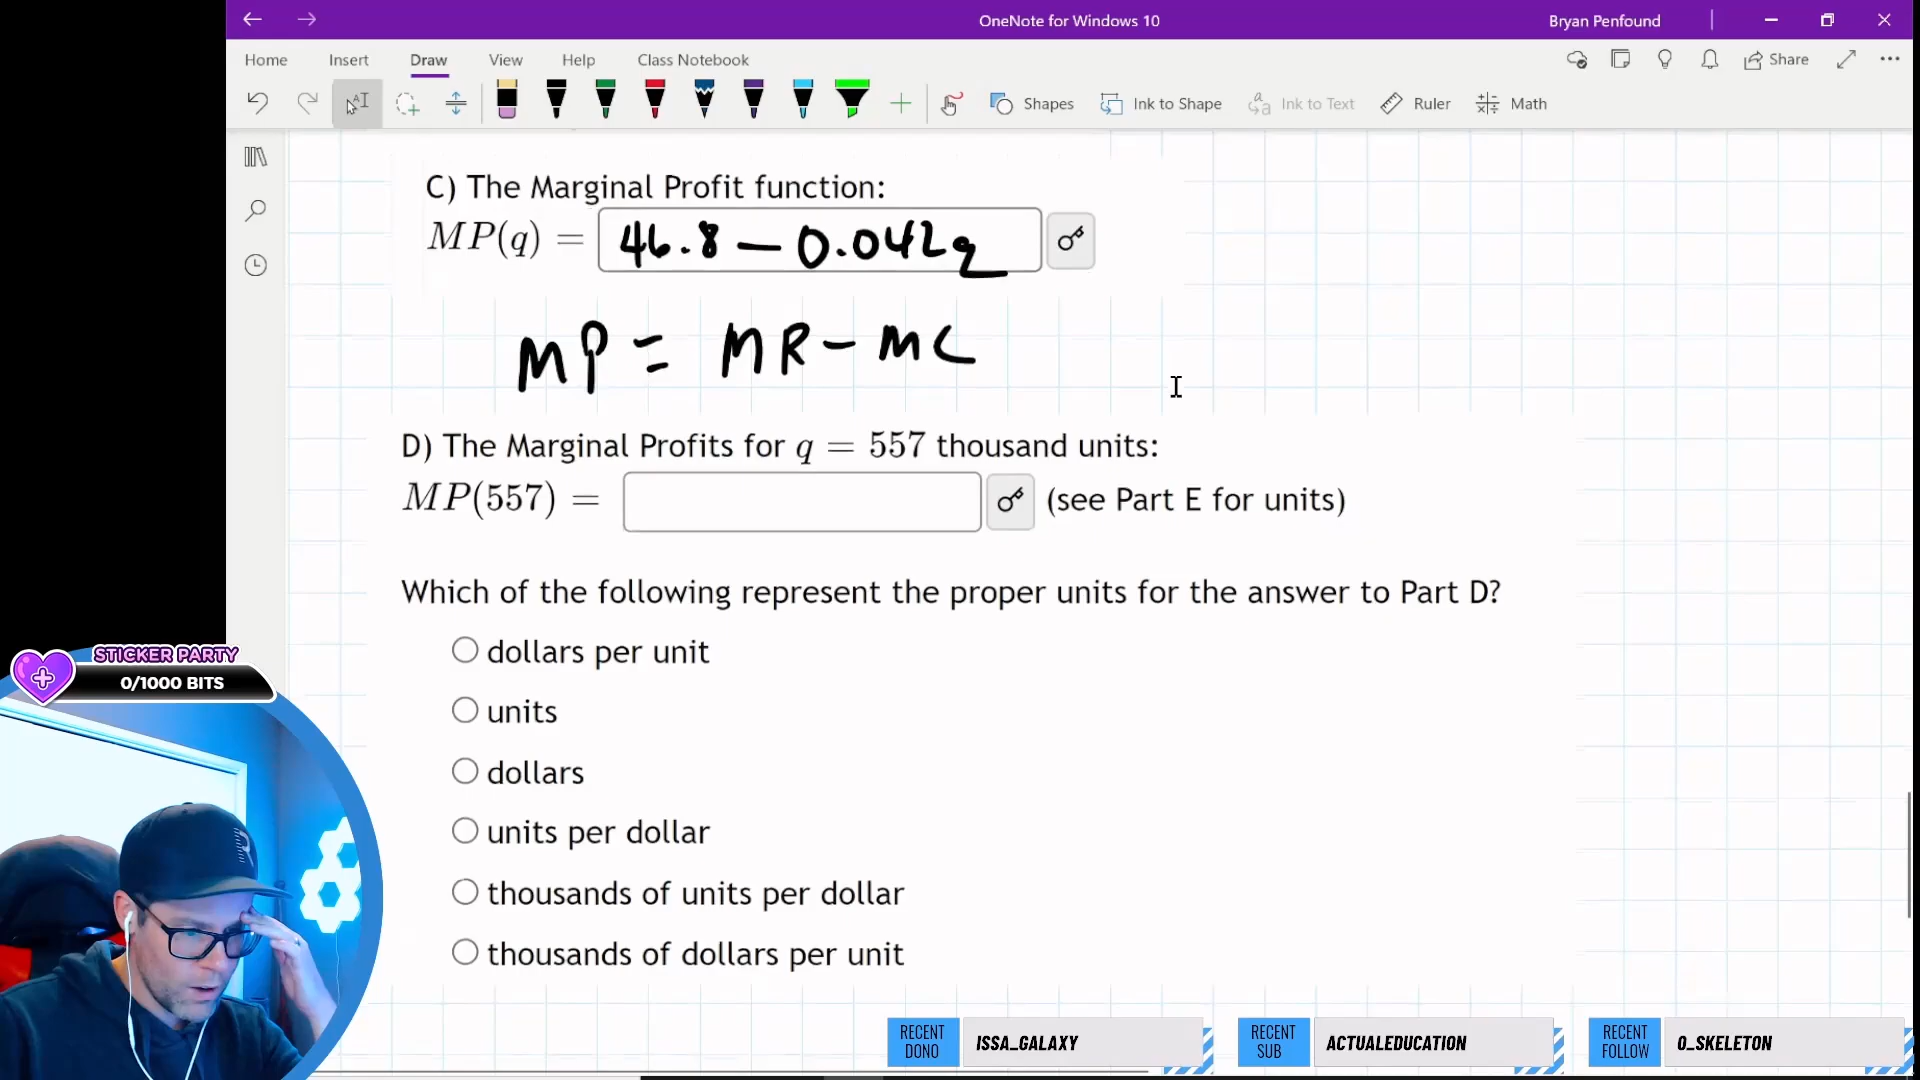 OneNote for Windows 10
Bryan Penfound
Home Insert Draw View Help Class Notebook
Share
Shapes Ink to Shape Ink to Text Ruler Math
C) The Marginal Profit function:
MP(q) = 46.8 - 0.042q
MP = MR - MC
D) The Marginal Profits for q = 557 thousand units:
MP(557) = (see Part E for units)
Which of the following represent the proper units for the answer to Part D?
dollars per unit
units
dollars
units per dollar
thousands of units per dollar
thousands of dollars per unit
STICKER PARTY
0/1000 BITS
RECENT DONO ISSA_GALAXY
RECENT SUB ACTUALEDUCATION
RECENT FOLLOW O_SKELETON